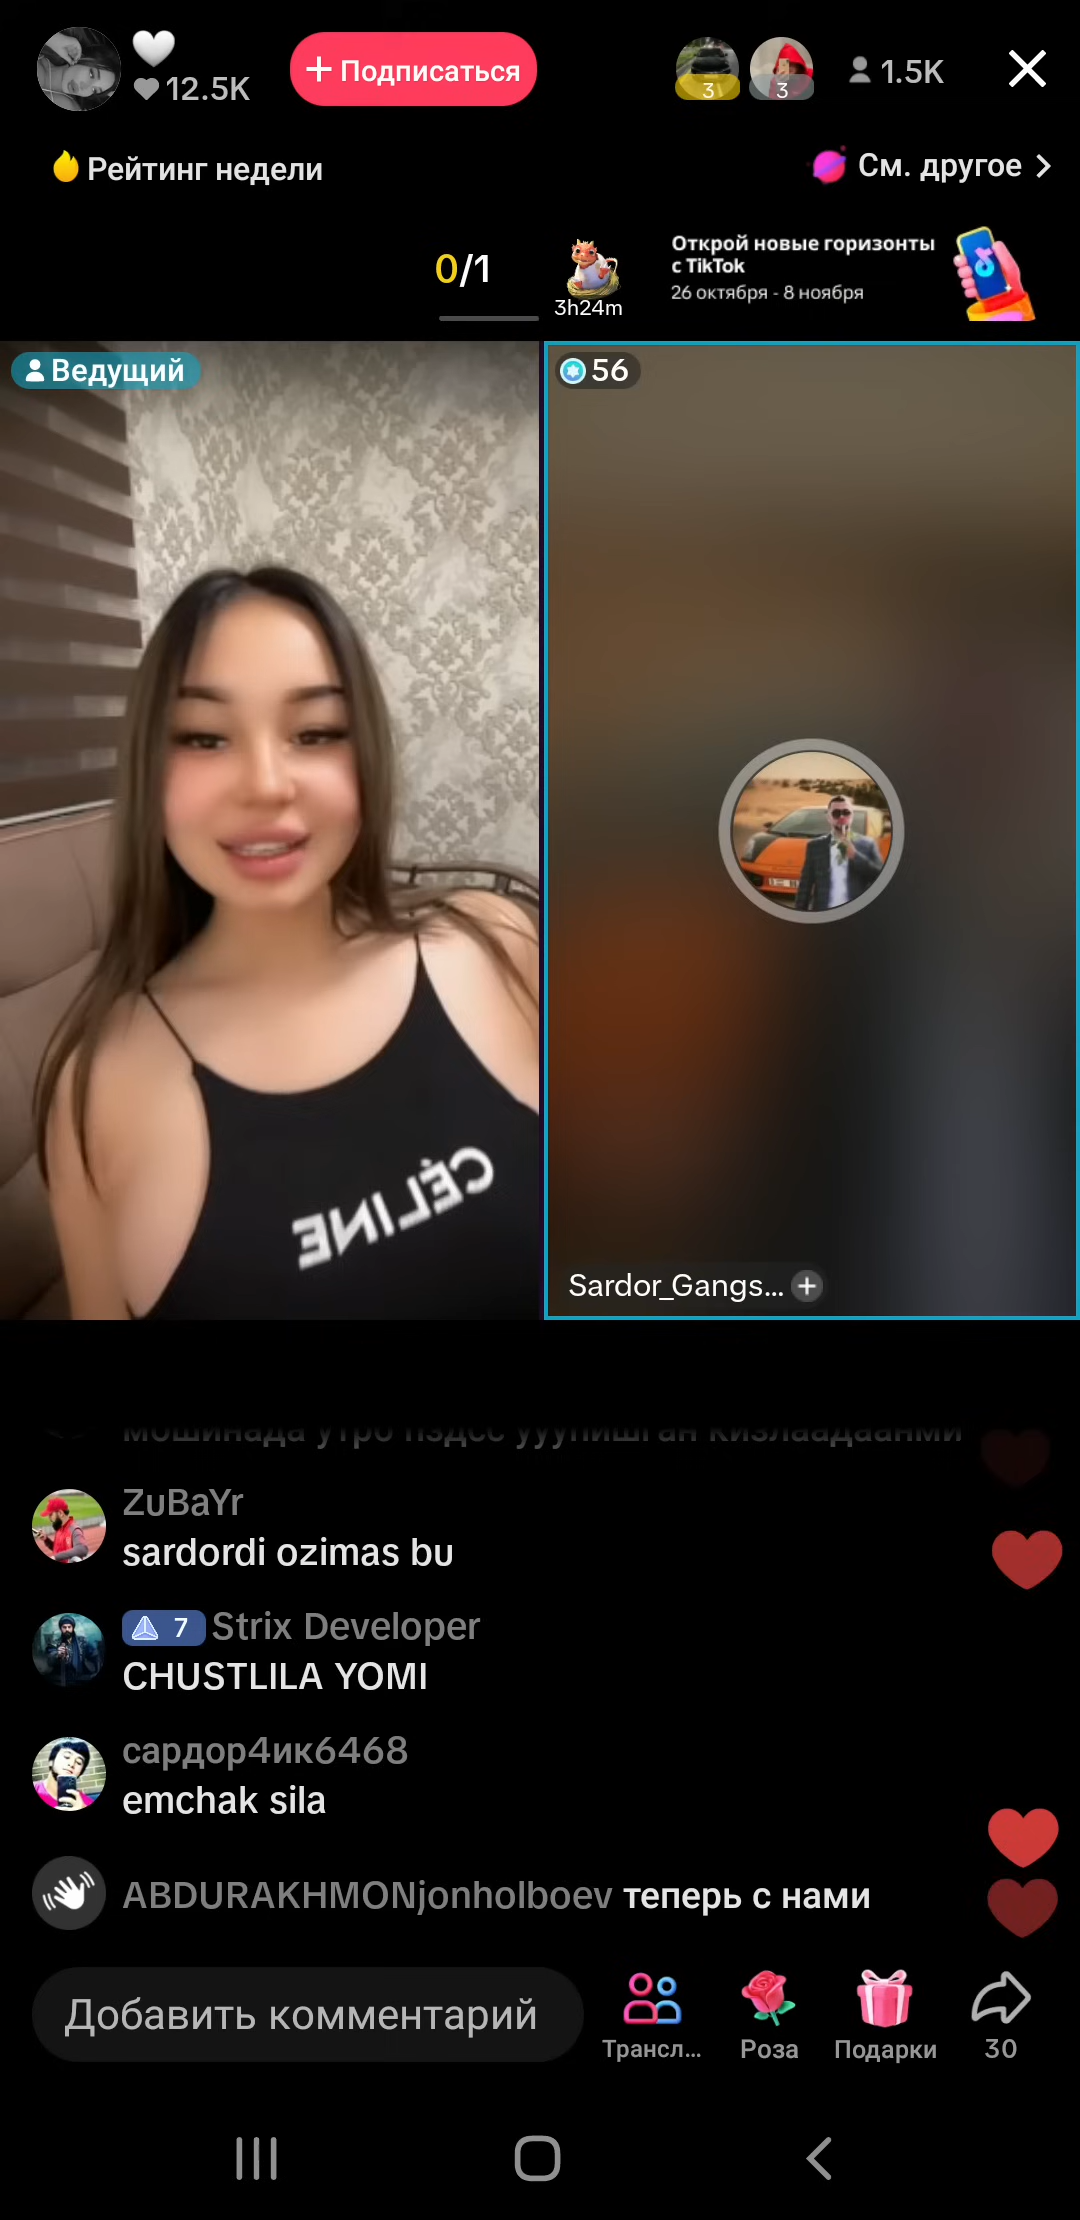 12.5K
+ Подписаться
3
3
1.5K
Рейтинг недели
См. другое
0/1
3h24m
Открой новые горизонты
с TikTok
26 октября - 8 ноября
Ведущий
56
CÉLINE
Sardor_Gangs...
ZuBaYr
sardordi ozimas bu
7 Strix Developer
CHUSTLILA YOMI
сардор4ик6468
emchak sila
ABDURAKHMONjonholboev теперь с нами
Добавить комментарий
Трансл...
Роза
Подарки
30